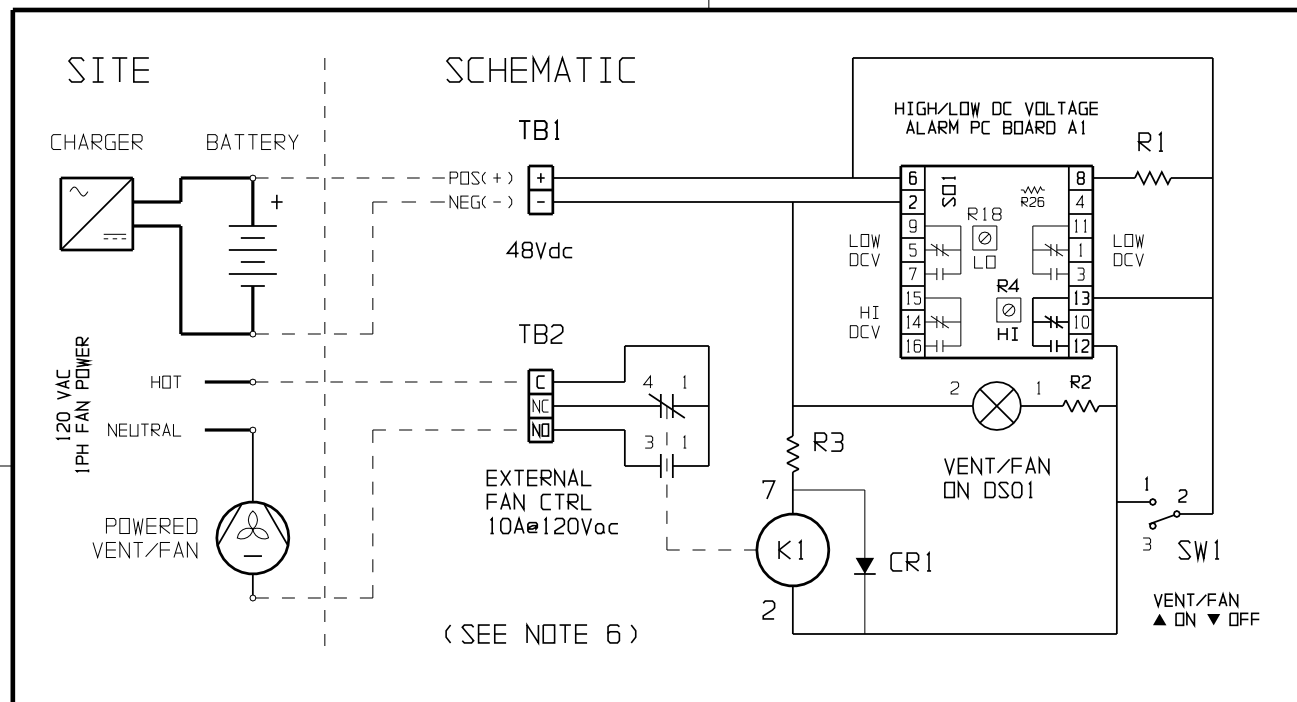 SITE
SCHEMATIC
CHARGER
BATTERY
+
TB1
POS(+)
NEG(-)
+
-
48Vdc
HIGH/LOW DC VOLTAGE
ALARM PC BOARD A1
R1
6
2
9
5
7
15
14
16
SO1
R26
R18
LO
R4
HI
8
4
11
1
3
13
10
12
LOW
DCV
HI
DCV
LOW
DCV
120 VAC
1PH FAN POWER
HOT
NEUTRAL
POWERED
VENT/FAN
TB2
C
NC
NO
4
1
3
1
EXTERNAL
FAN CTRL
10A@120Vac
2
1
R2
VENT/FAN
ON DS01
R3
7
K1
2
CR1
1
2
3
SW1
VENT/FAN
▲ ON ▼ OFF
(SEE NOTE 6)